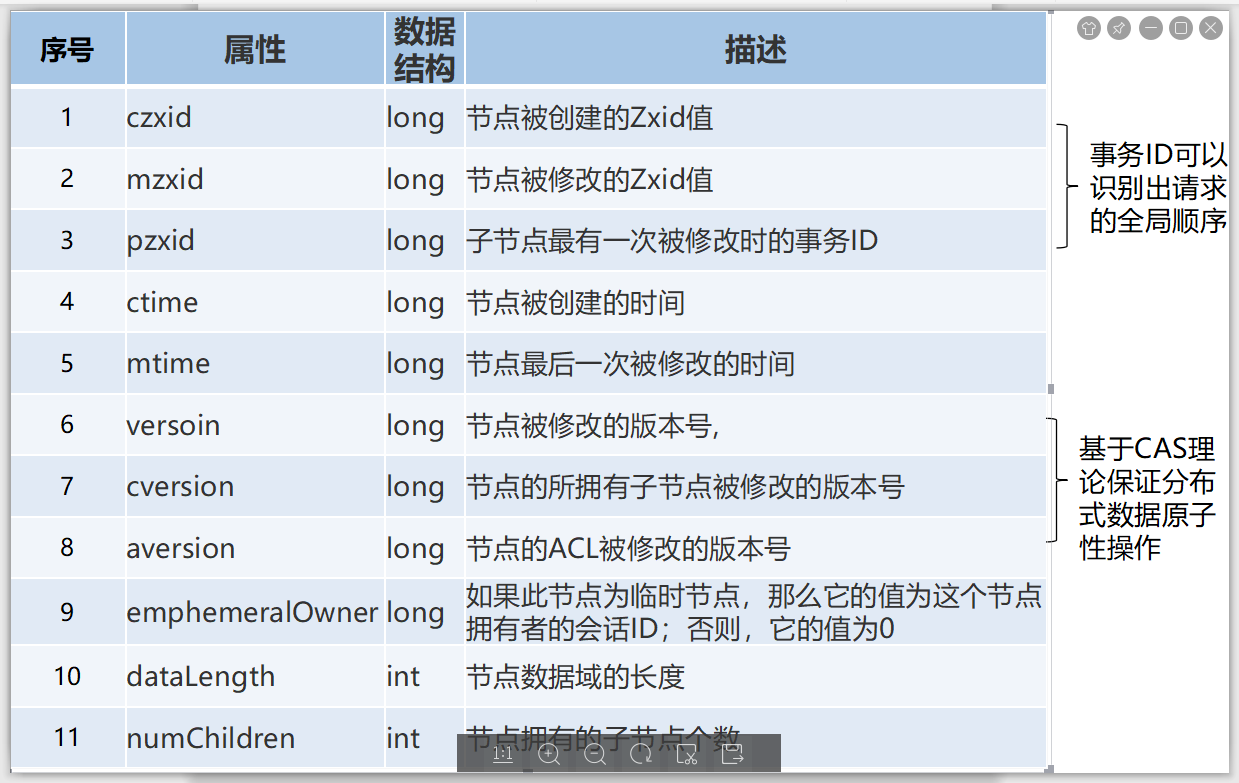 序号 属性 数据结构 描述
1 czxid long 节点被创建的Zxid值
2 mzxid long 节点被修改的Zxid值
3 pzxid long 子节点最有一次被修改时的事务ID
事务ID可以
识别出请求
的全局顺序
4 ctime long 节点被创建的时间
5 mtime long 节点最后一次被修改的时间
6 versoin long 节点被修改的版本号,
7 cversion long 节点的所拥有子节点被修改的版本号
8 aversion long 节点的ACL被修改的版本号
基于CAS理
论保证分布
式数据原子
性操作
9 emphemeralOwner long 如果此节点为临时节点，那么它的值为这个节点
拥有者的会话ID；否则，它的值为0
10 dataLength int 节点数据域的长度
11 numChildren int 节点拥有的子节点个数
1:1